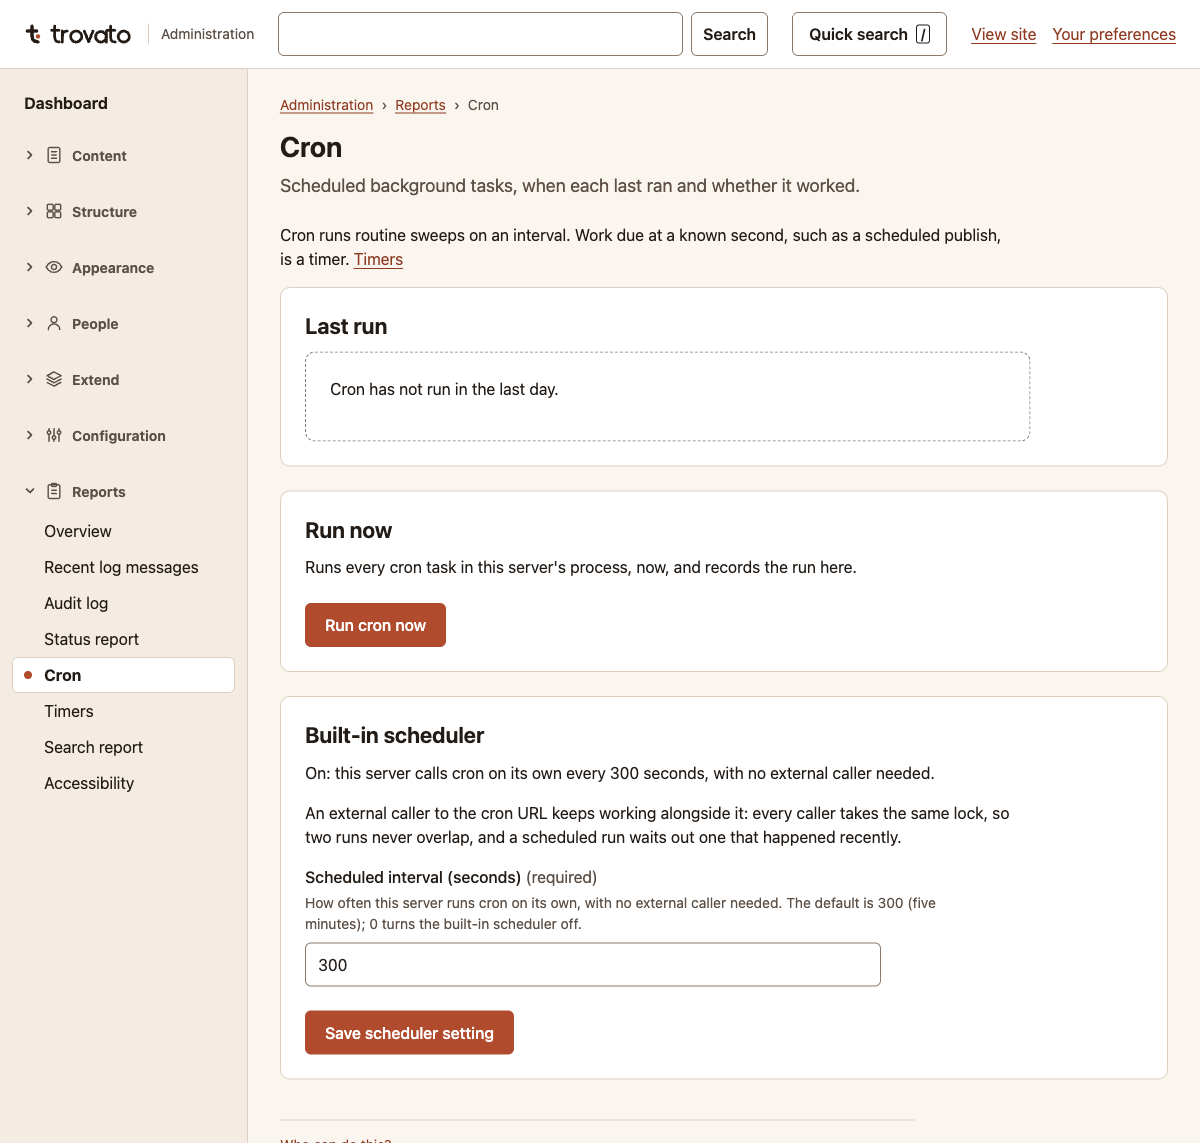 trovato
Administration
Search
Quick search /
View site
Your preferences
Dashboard
Content
Structure
Appearance
People
Extend
Configuration
Reports
Overview
Recent log messages
Audit log
Status report
Cron
Timers
Search report
Accessibility
Administration › Reports › Cron
Cron
Scheduled background tasks, when each last ran and whether it worked.
Cron runs routine sweeps on an interval. Work due at a known second, such as a scheduled publish,
is a timer. Timers
Last run
Cron has not run in the last day.
Run now
Runs every cron task in this server's process, now, and records the run here.
Run cron now
Built-in scheduler
On: this server calls cron on its own every 300 seconds, with no external caller needed.
An external caller to the cron URL keeps working alongside it: every caller takes the same lock, so
two runs never overlap, and a scheduled run waits out one that happened recently.
Scheduled interval (seconds) (required)
How often this server runs cron on its own, with no external caller needed. The default is 300 (five
minutes); 0 turns the built-in scheduler off.
300
Save scheduler setting
Who can do this?